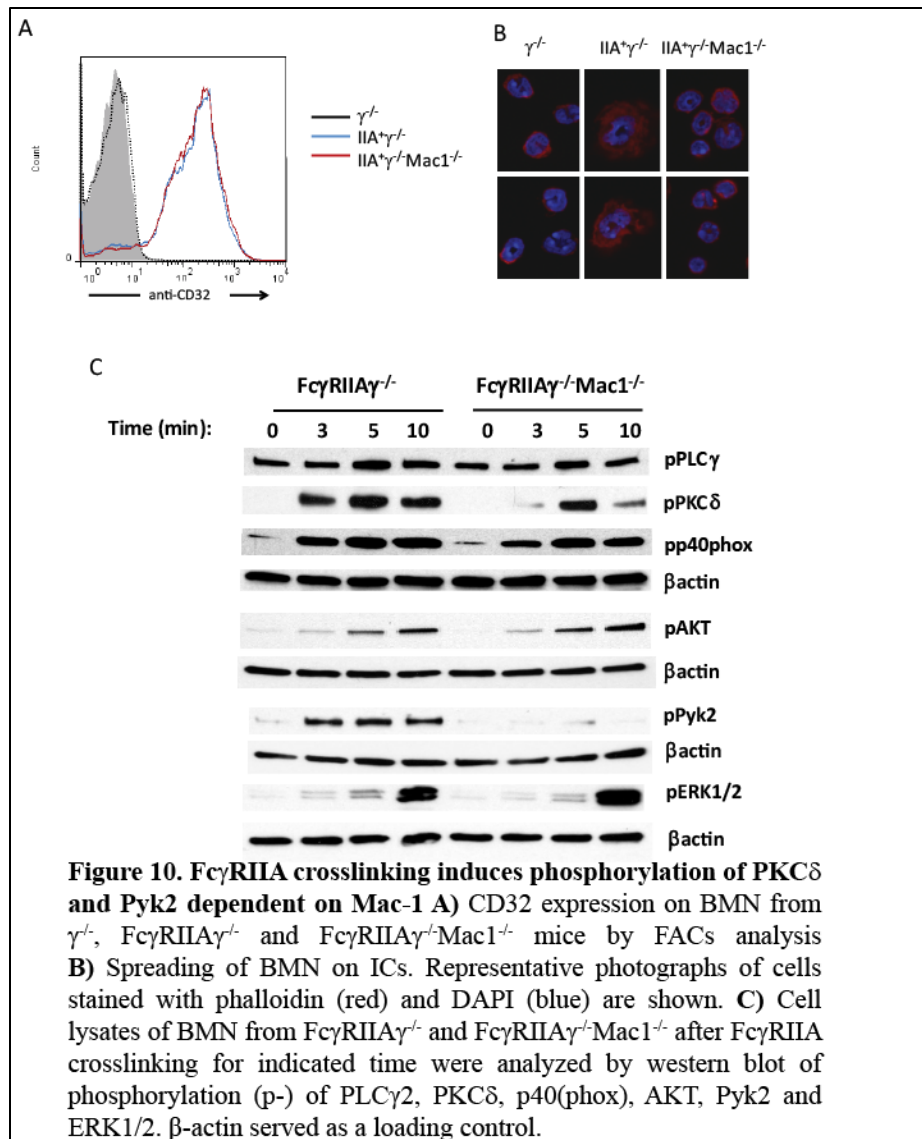 A
Count
0
10⁰ 10¹ 10² 10³ 10⁴
anti-CD32
γ⁻/⁻
IIA⁺γ⁻/⁻
IIA⁺γ⁻/⁻Mac1⁻/⁻
B
γ⁻/⁻ IIA⁺γ⁻/⁻ IIA⁺γ⁻/⁻Mac1⁻/⁻
C
FcγRIIAγ⁻/⁻ FcγRIIAγ⁻/⁻Mac1⁻/⁻
Time (min): 0 3 5 10 0 3 5 10
pPLCγ
pPKCδ
pp40phox
βactin
pAKT
βactin
pPyk2
βactin
pERK1/2
βactin
Figure 10. FcγRIIA crosslinking induces phosphorylation of PKCδ
and Pyk2 dependent on Mac-1 A) CD32 expression on BMN from
γ⁻/⁻, FcγRIIAγ⁻/⁻ and FcγRIIAγ⁻/⁻Mac1⁻/⁻ mice by FACs analysis
B) Spreading of BMN on ICs. Representative photographs of cells
stained with phalloidin (red) and DAPI (blue) are shown. C) Cell
lysates of BMN from FcγRIIAγ⁻/⁻ and FcγRIIAγ⁻/⁻Mac1⁻/⁻ after FcγRIIA
crosslinking for indicated time were analyzed by western blot of
phosphorylation (p-) of PLCγ2, PKCδ, p40(phox), AKT, Pyk2 and
ERK1/2. β-actin served as a loading control.